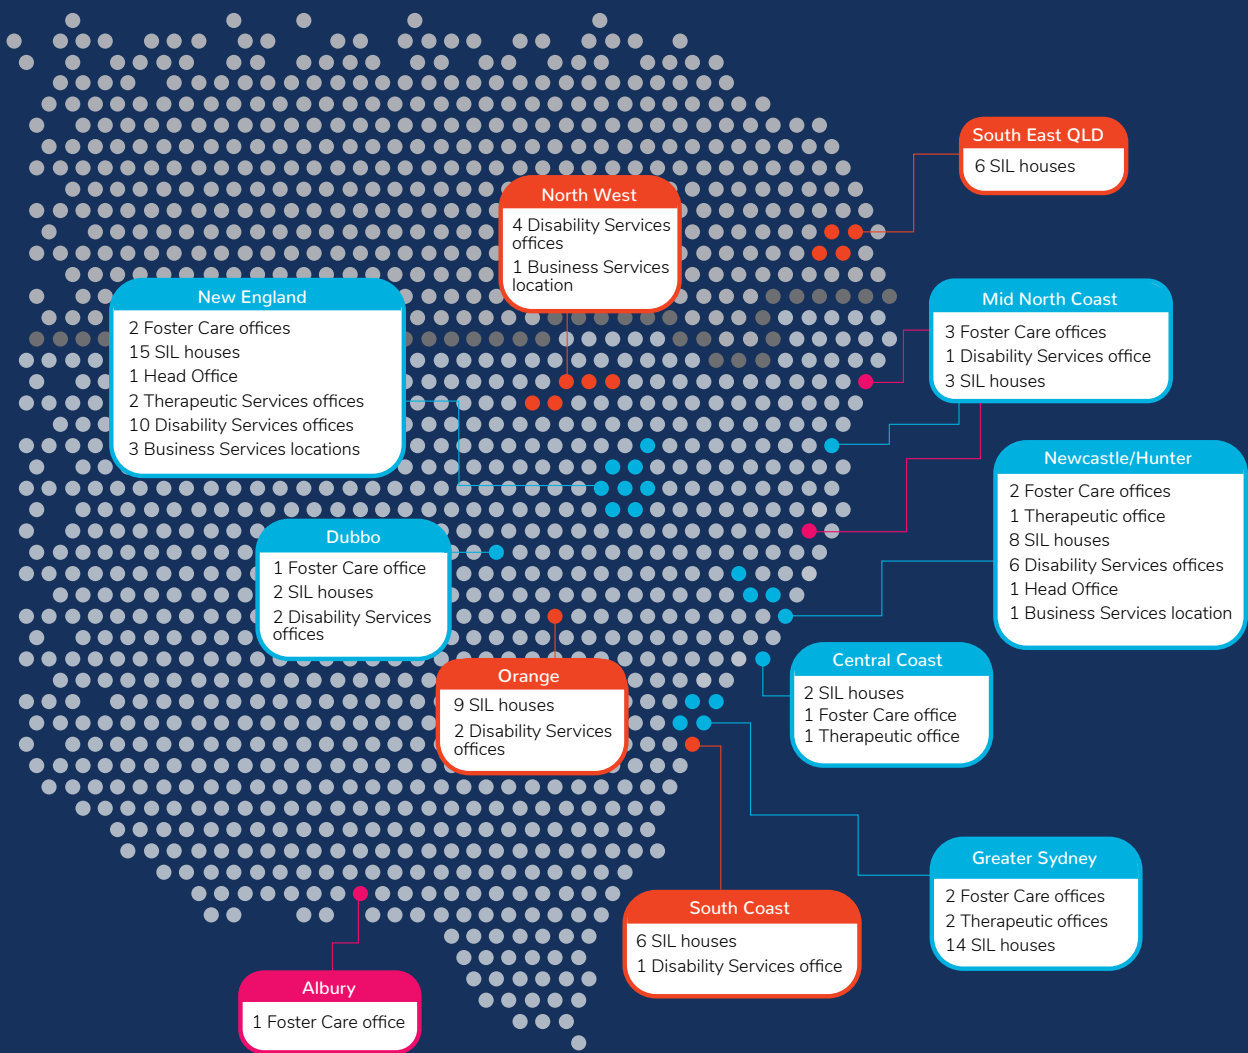 South East QLD
6 SIL houses
North West
4 Disability Services
offices
1 Business Services
location
New England
2 Foster Care offices
15 SIL houses
1 Head Office
2 Therapeutic Services offices
10 Disability Services offices
3 Business Services locations
Mid North Coast
3 Foster Care offices
1 Disability Services office
3 SIL houses
Newcastle/Hunter
2 Foster Care offices
1 Therapeutic office
8 SIL houses
6 Disability Services offices
1 Head Office
1 Business Services location
Dubbo
1 Foster Care office
2 SIL houses
2 Disability Services
offices
Central Coast
2 SIL houses
1 Foster Care office
1 Therapeutic office
Orange
9 SIL houses
2 Disability Services
offices
Greater Sydney
2 Foster Care offices
2 Therapeutic offices
14 SIL houses
South Coast
6 SIL houses
1 Disability Services office
Albury
1 Foster Care office